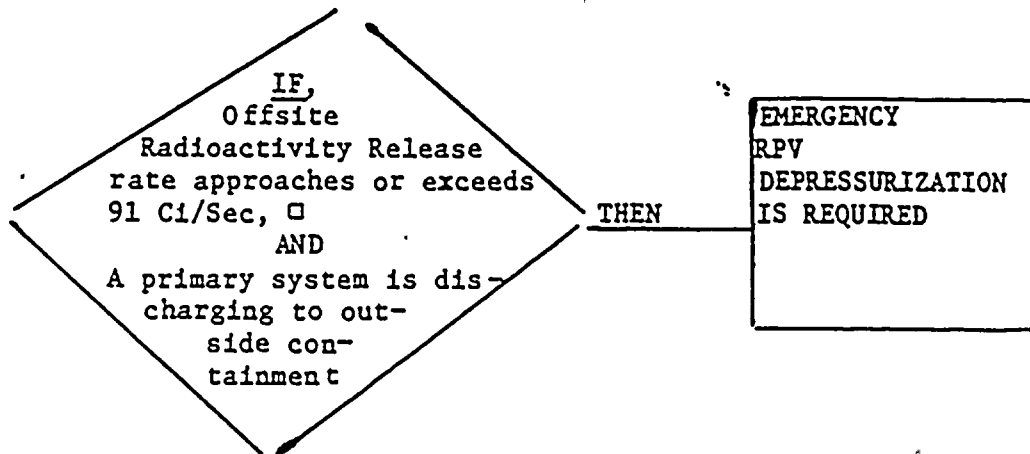 IF,
Offsite
Radioactivity Release
rate approaches or exceeds
91 Ci/Sec, □
AND
A primary system is dis-
charging to out-
side con-
tainment
THEN
EMERGENCY
RPV
DEPRESSURIZATION
IS REQUIRED